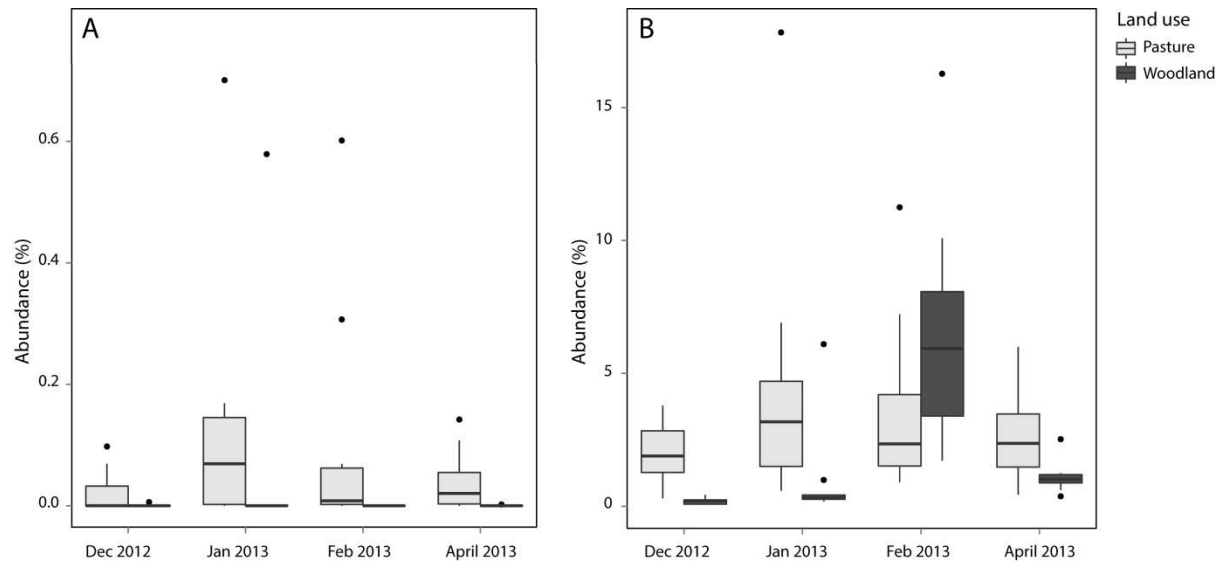 A
Abundance (%)
0.6
0.4
0.2
0.0
Dec 2012 Jan 2013 Feb 2013 April 2013
B
Abundance (%)
15
10
5
0
Dec 2012 Jan 2013 Feb 2013 April 2013
Land use
Pasture
Woodland